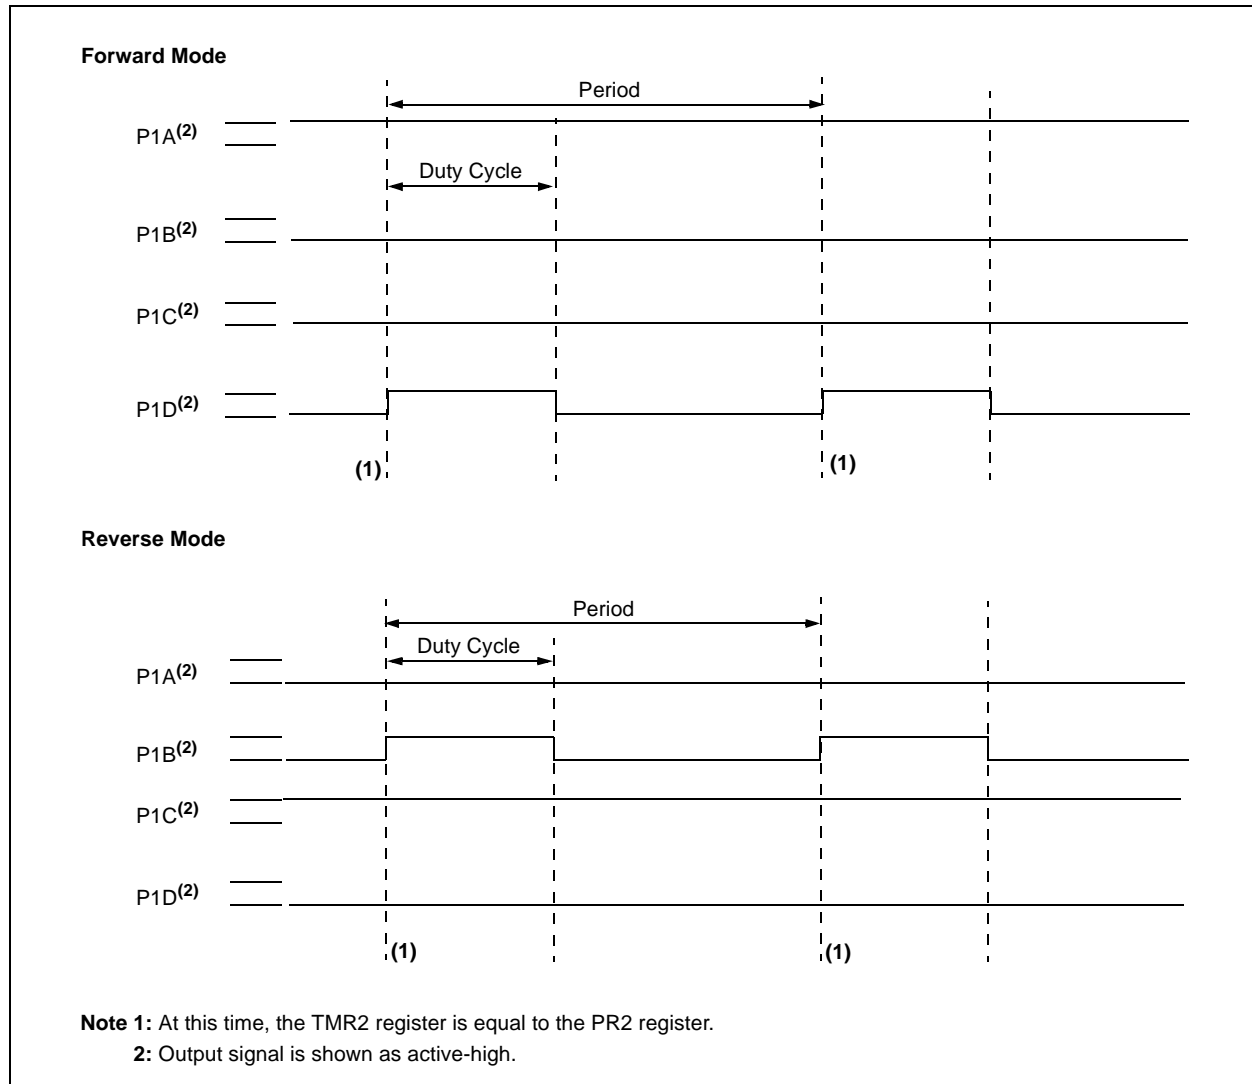 Forward Mode
Period
P1A(2)
Duty Cycle
P1B(2)
P1C(2)
P1D(2)
(1) (1)
Reverse Mode
Period
Duty Cycle
P1A(2)
P1B(2)
P1C(2)
P1D(2)
(1) (1)
Note 1: At this time, the TMR2 register is equal to the PR2 register.
2: Output signal is shown as active-high.